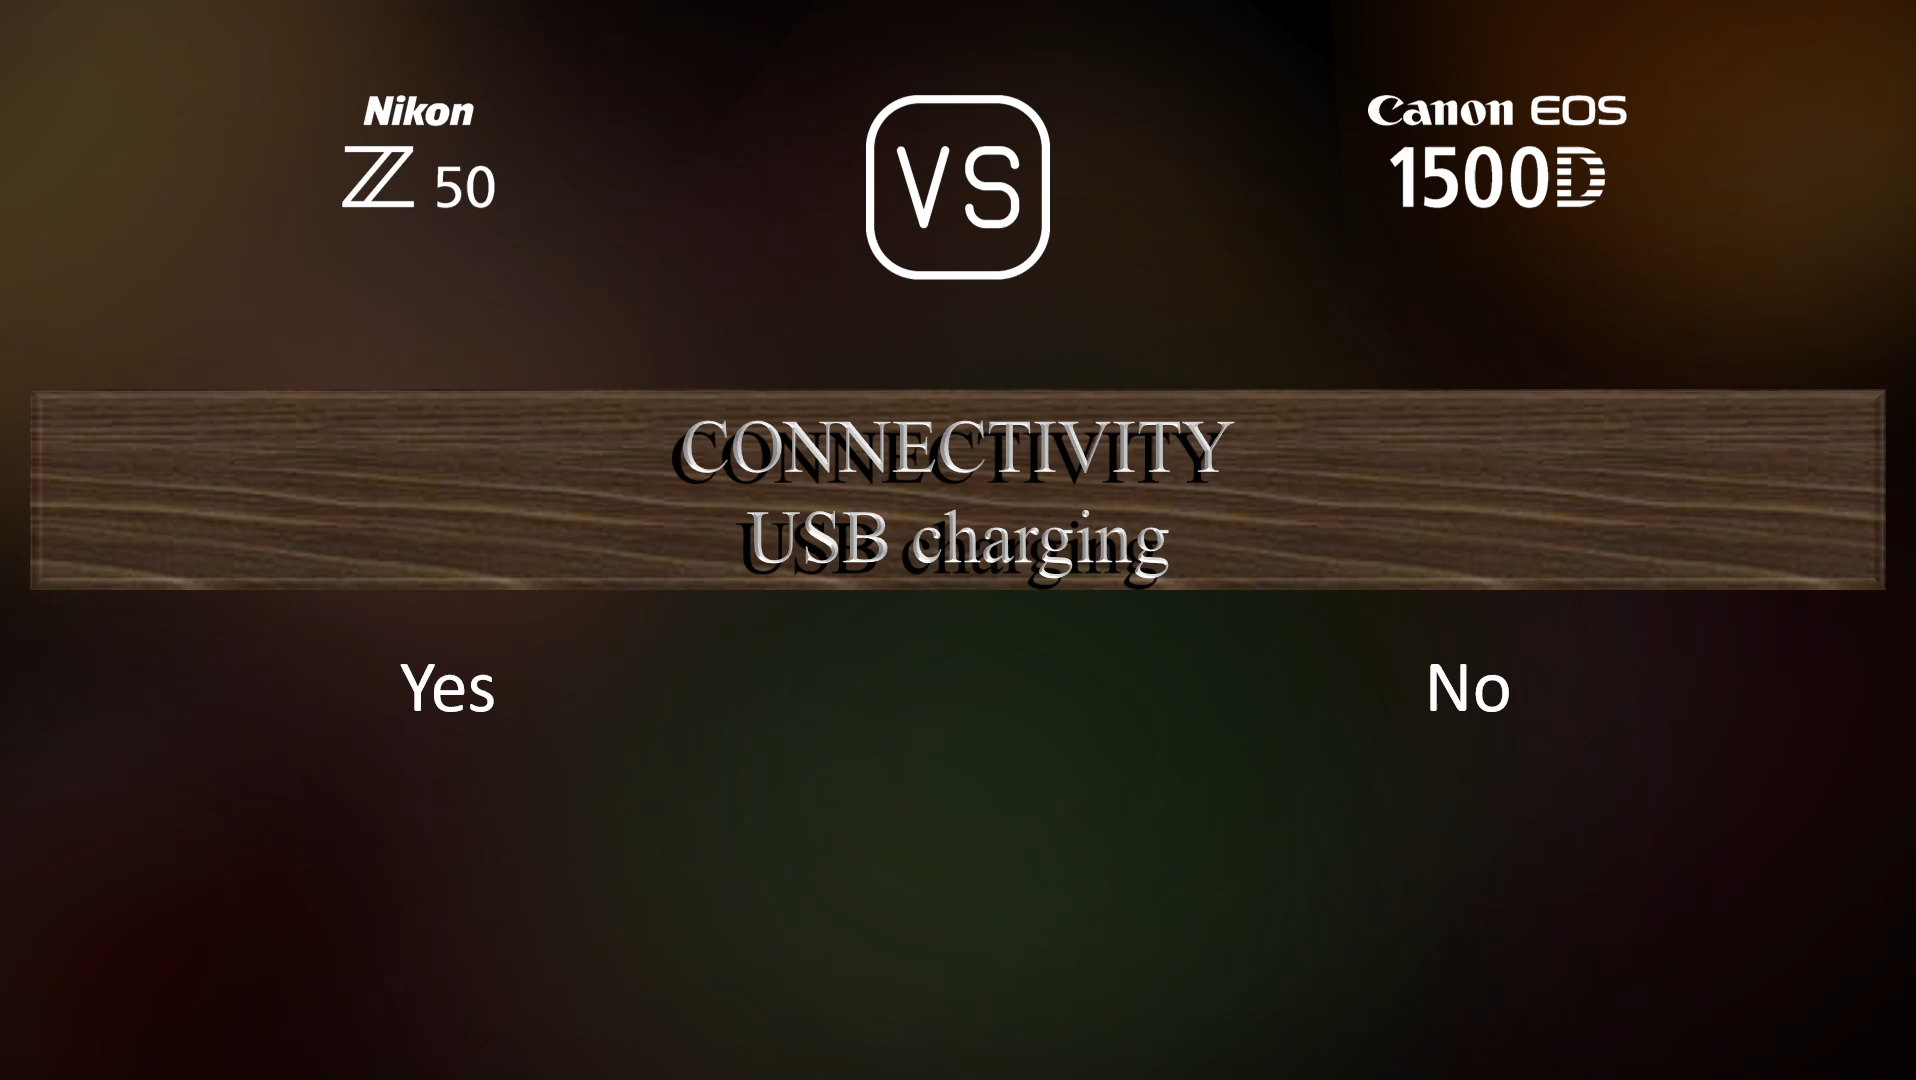 Nikon
Z 50
VS
Canon EOS
1500D
CONNECTIVITY
USB charging
Yes
No